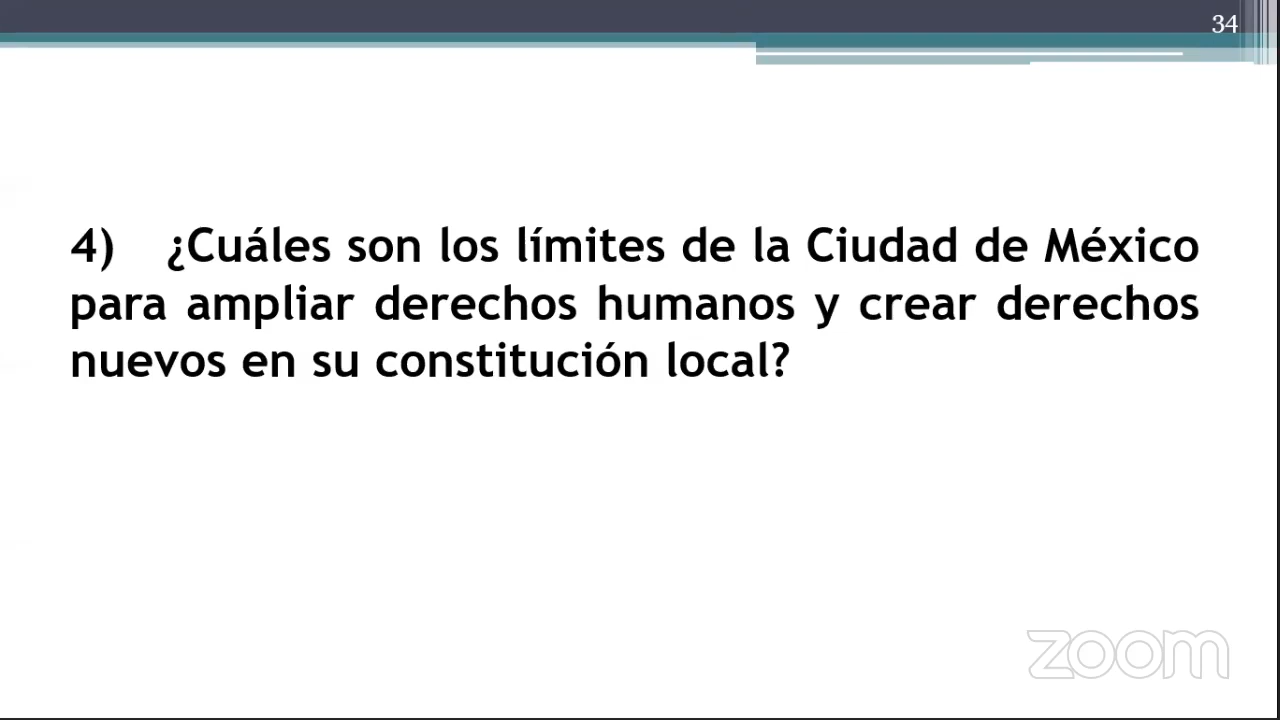 34
4) ¿Cuáles son los límites de la Ciudad de México
para ampliar derechos humanos y crear derechos
nuevos en su constitución local?
zoom